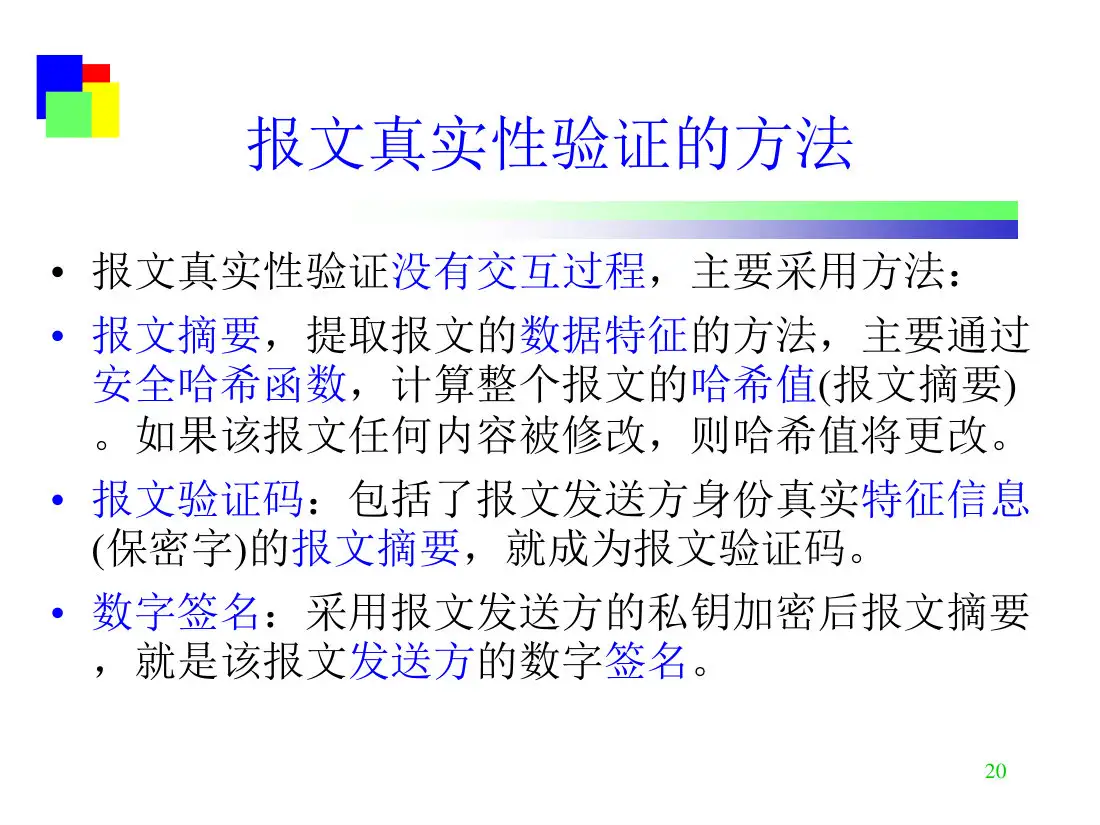 报文真实性验证的方法
• 报文真实性验证没有交互过程，主要采用方法：
• 报文摘要，提取报文的数据特征的方法，主要通过
安全哈希函数，计算整个报文的哈希值(报文摘要)
。如果该报文任何内容被修改，则哈希值将更改。
• 报文验证码：包括了报文发送方身份真实特征信息
(保密字)的报文摘要，就成为报文验证码。
• 数字签名：采用报文发送方的私钥加密后报文摘要
，就是该报文发送方的数字签名。
20